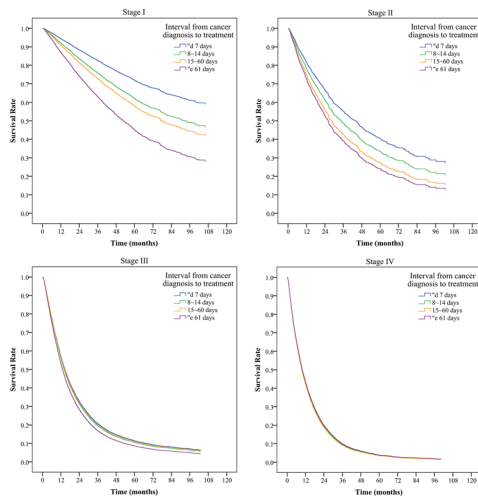 Stage I
Interval from cancer
diagnosis to treatment
"d 7 days
8~14 days
15~60 days
"e 61 days
Survival Rate
1.0
0.9
0.8
0.7
0.6
0.5
0.4
0.3
0.2
0.1
0.0
0 12 24 36 48 60 72 84 96 108 120
Time (months)
Stage II
Interval from cancer
diagnosis to treatment
"d 7 days
8~14 days
15~60 days
"e 61 days
Survival Rate
1.0
0.9
0.8
0.7
0.6
0.5
0.4
0.3
0.2
0.1
0.0
0 12 24 36 48 60 72 84 96 108 120
Time (months)
Stage III
Interval from cancer
diagnosis to treatment
"d 7 days
8~14 days
15~60 days
"e 61 days
Survival Rate
1.0
0.9
0.8
0.7
0.6
0.5
0.4
0.3
0.2
0.1
0.0
0 12 24 36 48 60 72 84 96 108 120
Time (months)
Stage IV
Interval from cancer
diagnosis to treatment
"d 7 days
8~14 days
15~60 days
"e 61 days
Survival Rate
1.0
0.9
0.8
0.7
0.6
0.5
0.4
0.3
0.2
0.1
0.0
0 12 24 36 48 60 72 84 96 108 120
Time (months)